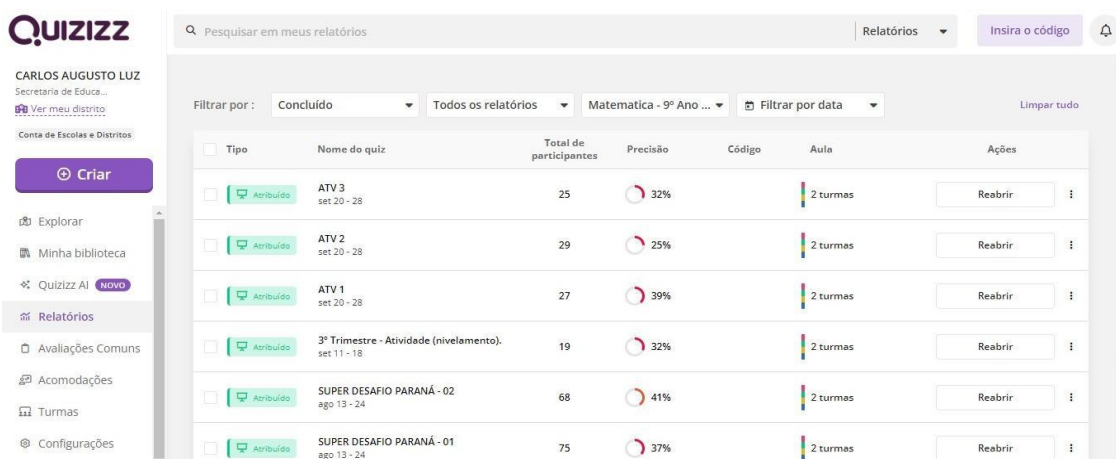 QUIZIZZ
Pesquisar em meus relatórios
Relatórios
Insira o código
CARLOS AUGUSTO LUZ
Secretaria de Educa...
Ver meu distrito
Conta de Escolas e Distritos
Criar
Explorar
Minha biblioteca
Quizizz AI NOVO
Relatórios
Avaliações Comuns
Acomodações
Turmas
Configurações
Filtrar por : Concluído Todos os relatórios Matematica - 9º Ano ... Filtrar por data Limpar tudo
Tipo Nome do quiz Total de participantes Precisão Código Aula Ações
Atribuído ATV 3 25 32% 2 turmas Reabrir
set 20 - 28
Atribuído ATV 2 29 25% 2 turmas Reabrir
set 20 - 28
Atribuído ATV 1 27 39% 2 turmas Reabrir
set 20 - 28
Atribuído 3º Trimestre - Atividade (nivelamento). 19 32% 2 turmas Reabrir
set 11 - 18
Atribuído SUPER DESAFIO PARANÁ - 02 68 41% 2 turmas Reabrir
ago 13 - 24
Atribuído SUPER DESAFIO PARANÁ - 01 75 37% 2 turmas Reabrir
ago 13 - 24